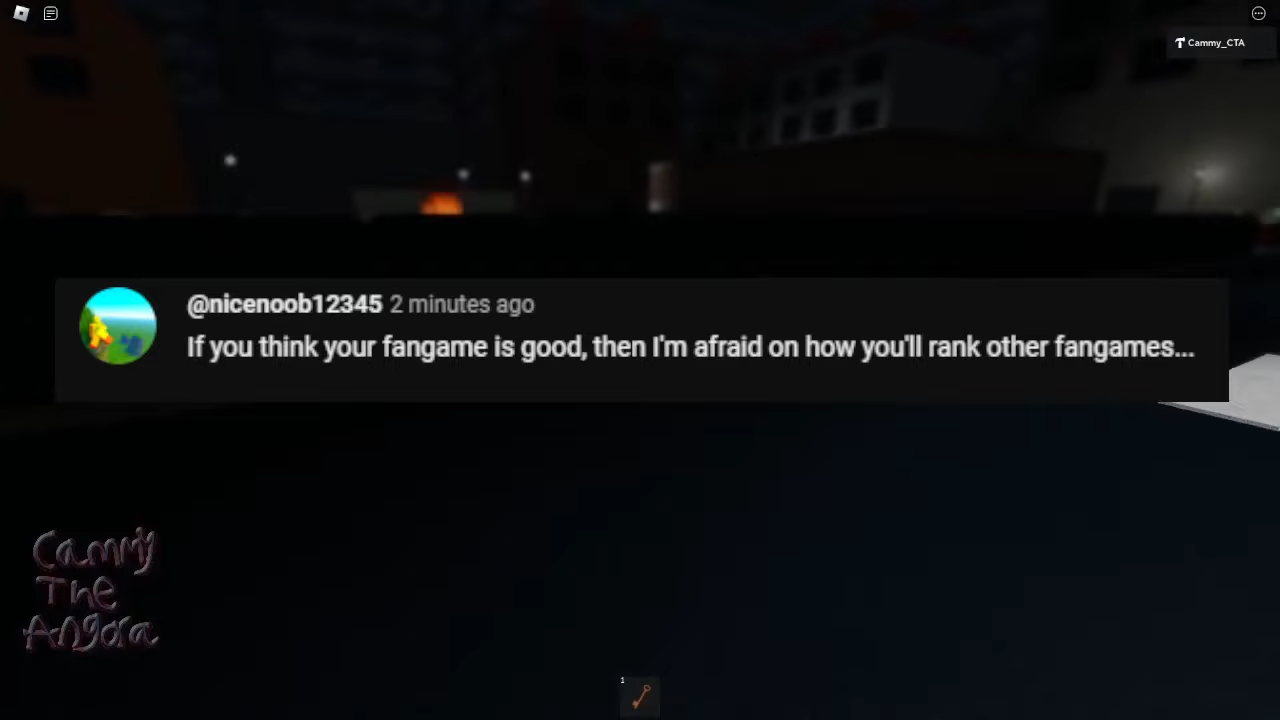 Cammy_CTA
@nicenoob12345 2 minutes ago
If you think your fangame is good, then I'm afraid on how you'll rank other fangames...
Cammy
The
Angora
1